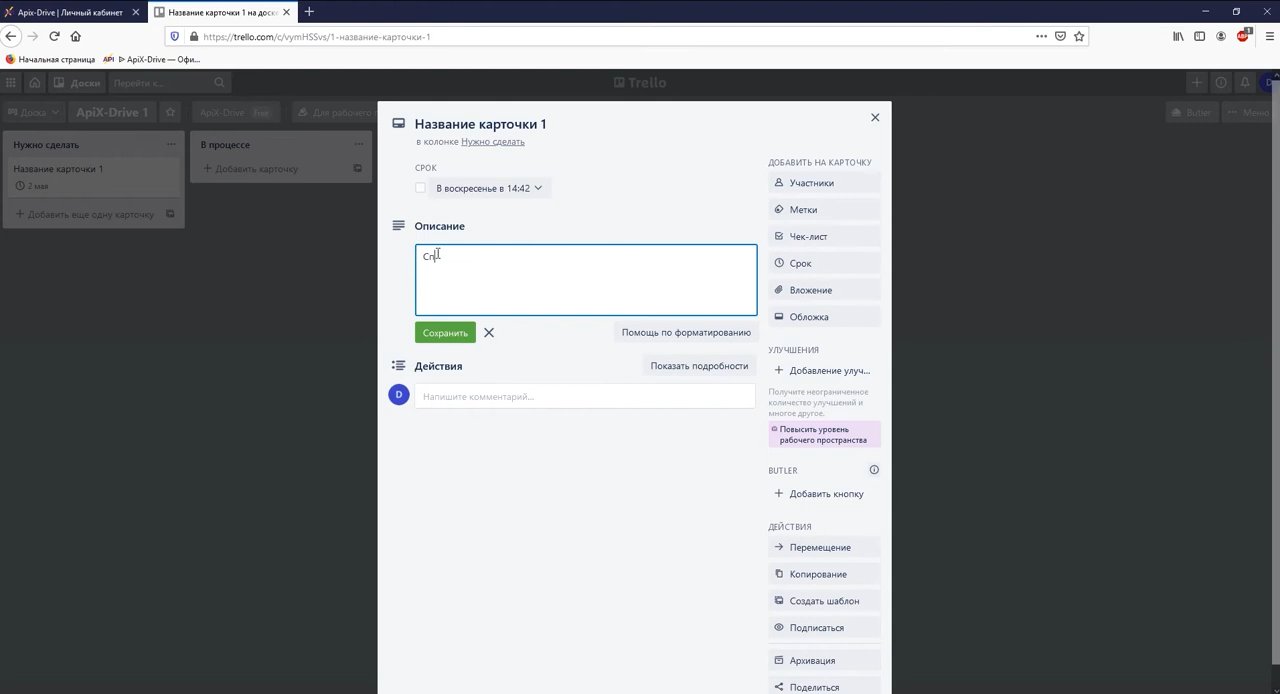 Apix-Drive | Личный кабинет
Название карточки 1 на доске
https://trello.com/c/vymHSSvs/1-название-карточки-1
Начальная страница
API ▷ ApiX-Drive — Офи...
Доски
Перейти к...
Trello
Доска
ApiX-Drive 1
ApiX-Drive Free
Для рабочего
Butler
Меню
Нужно сделать
Название карточки 1
2 мая
+ Добавить еще одну карточку
В процессе
+ Добавить карточку
Название карточки 1
в колонке Нужно сделать
СРОК
В воскресенье в 14:42
Описание
Сп
Сохранить
Помощь по форматированию
Действия
Показать подробности
D
Напишите комментарий...
ДОБАВИТЬ НА КАРТОЧКУ
Участники
Метки
Чек-лист
Срок
Вложение
Обложка
УЛУЧШЕНИЯ
+ Добавление улуч...
Получите неограниченное
количество улучшений и
многое другое.
Повысить уровень
рабочего пространства
BUTLER
+ Добавить кнопку
ДЕЙСТВИЯ
Перемещение
Копирование
Создать шаблон
Подписаться
Архивация
Поделиться